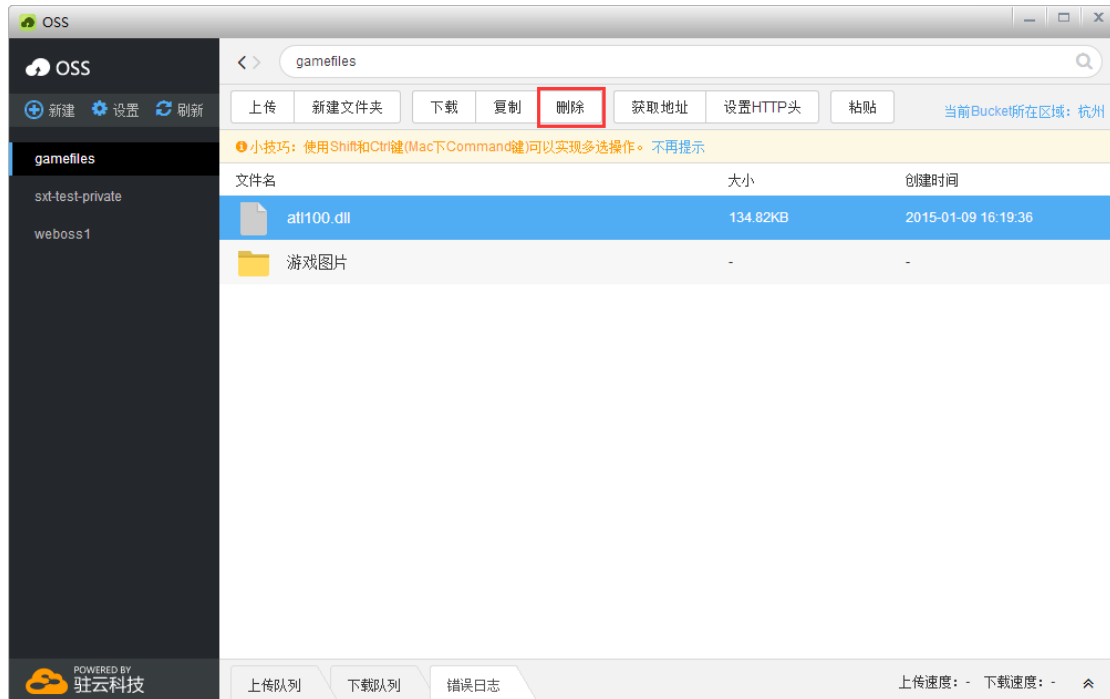 OSS
OSS
新建 设置 刷新
gamefiles
sxt-test-private
weboss1
POWERED BY
驻云科技
gamefiles
上传 新建文件夹 下载 复制 删除 获取地址 设置HTTP头 粘贴 当前Bucket所在区域：杭州
小技巧：使用Shift和Ctrl键(Mac下Command键)可以实现多选操作。 不再提示
文件名 大小 创建时间
atl100.dll 134.82KB 2015-01-09 16:19:36
游戏图片 - -
上传队列 下载队列 错误日志 上传速度：- 下载速度：-